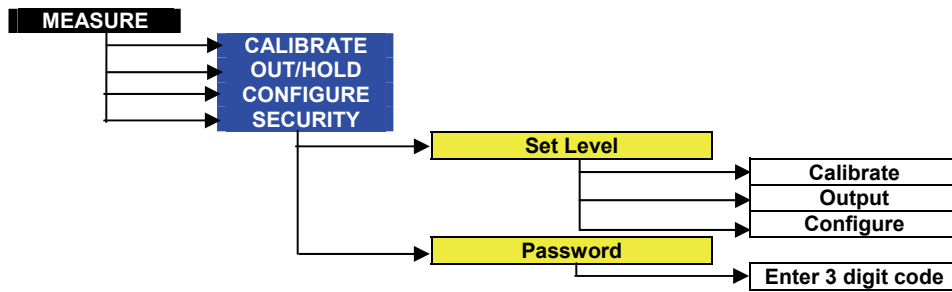 MEASURE
CALIBRATE
OUT/HOLD
CONFIGURE
SECURITY
Set Level
Calibrate
Output
Configure
Password
Enter 3 digit code